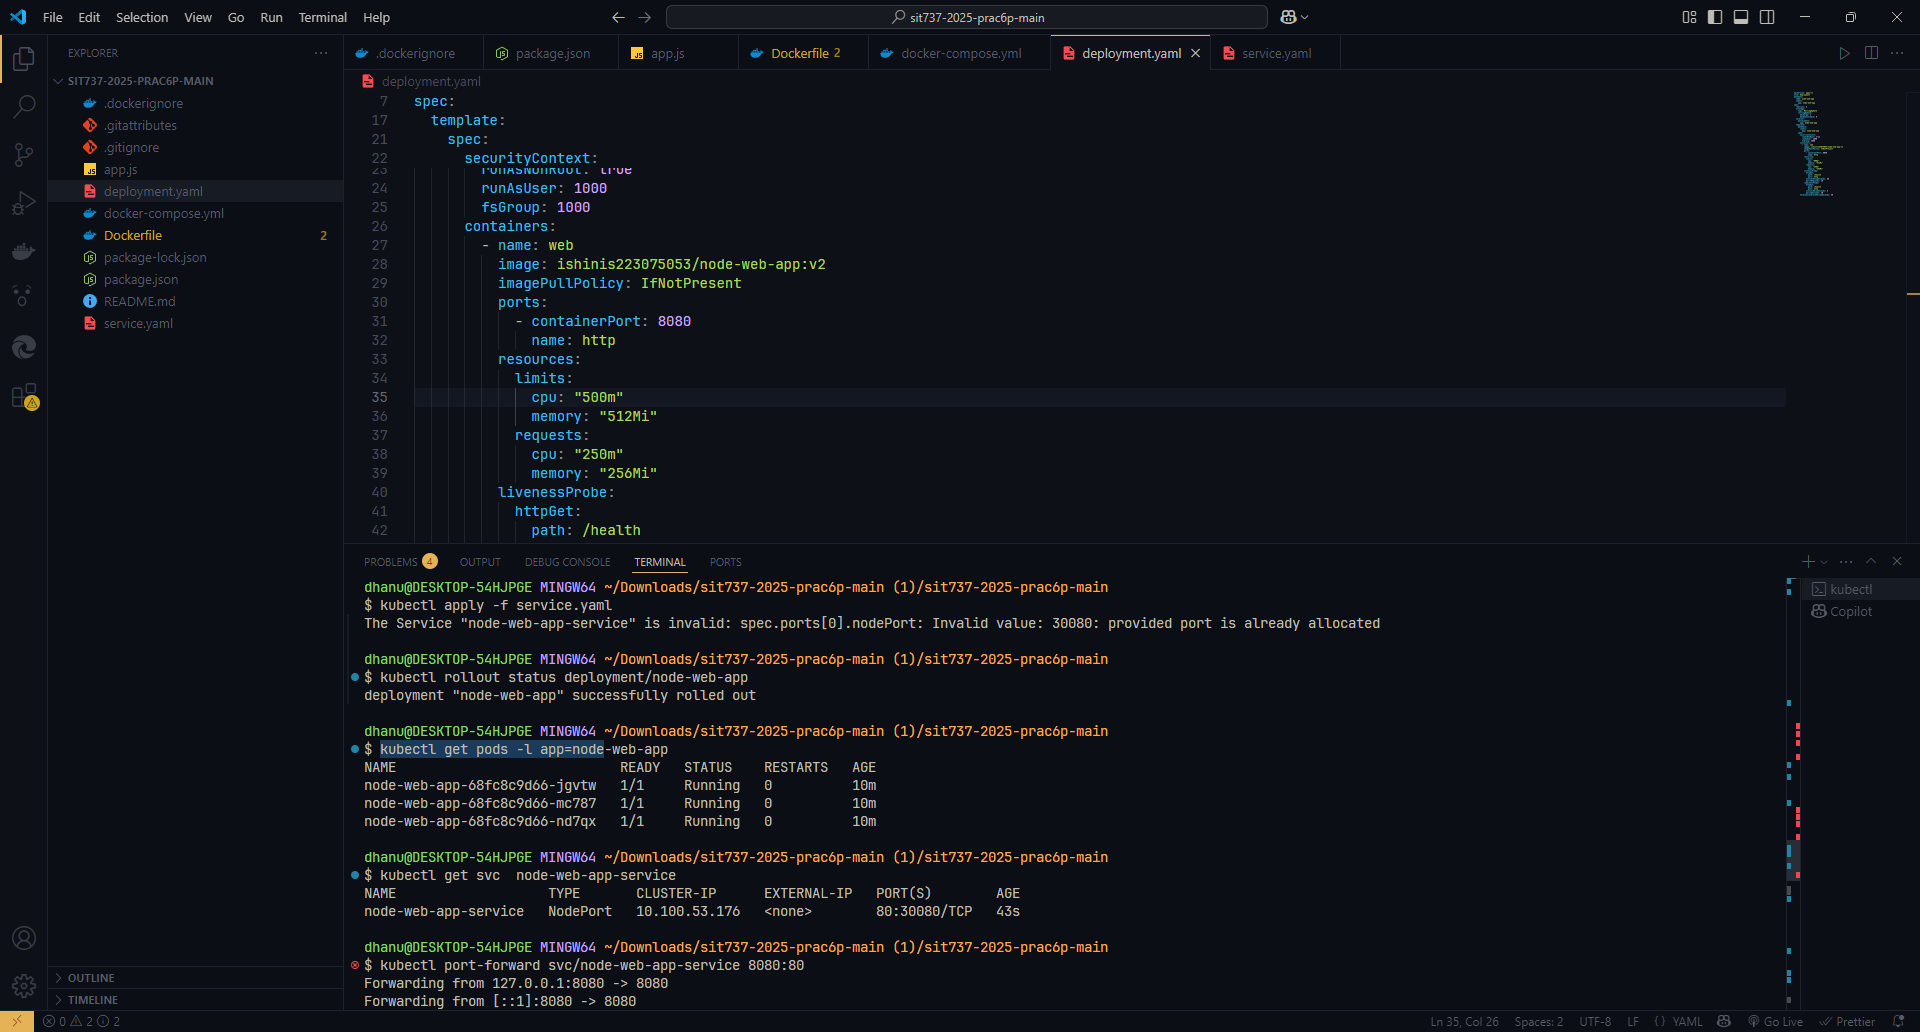 File Edit Selection View Go Run Terminal Help
sit737-2025-prac6p-main
EXPLORER
SIT737-2025-PRAC6P-MAIN
.dockerignore
.gitattributes
.gitignore
app.js
deployment.yaml
docker-compose.yml
Dockerfile 2
package-lock.json
package.json
README.md
service.yaml
OUTLINE
TIMELINE
.dockerignore package.json app.js Dockerfile 2 docker-compose.yml deployment.yaml service.yaml
deployment.yaml
7 spec:
17 template:
21 spec:
22 securityContext:
23 runAsNonRoot: true
24 runAsUser: 1000
25 fsGroup: 1000
26 containers:
27 - name: web
28 image: ishinis223075053/node-web-app:v2
29 imagePullPolicy: IfNotPresent
30 ports:
31 - containerPort: 8080
32 name: http
33 resources:
34 limits:
35 cpu: "500m"
36 memory: "512Mi"
37 requests:
38 cpu: "250m"
39 memory: "256Mi"
40 livenessProbe:
41 httpGet:
42 path: /health
PROBLEMS 4 OUTPUT DEBUG CONSOLE TERMINAL PORTS
dhanu@DESKTOP-54HJPGE MINGW64 ~/Downloads/sit737-2025-prac6p-main (1)/sit737-2025-prac6p-main
$ kubectl apply -f service.yaml
The Service "node-web-app-service" is invalid: spec.ports[0].nodePort: Invalid value: 30080: provided port is already allocated
dhanu@DESKTOP-54HJPGE MINGW64 ~/Downloads/sit737-2025-prac6p-main (1)/sit737-2025-prac6p-main
$ kubectl rollout status deployment/node-web-app
deployment "node-web-app" successfully rolled out
dhanu@DESKTOP-54HJPGE MINGW64 ~/Downloads/sit737-2025-prac6p-main (1)/sit737-2025-prac6p-main
$ kubectl get pods -l app=node-web-app
NAME READY STATUS RESTARTS AGE
node-web-app-68fc8c9d66-jgvtw 1/1 Running 0 10m
node-web-app-68fc8c9d66-mc787 1/1 Running 0 10m
node-web-app-68fc8c9d66-nd7qx 1/1 Running 0 10m
dhanu@DESKTOP-54HJPGE MINGW64 ~/Downloads/sit737-2025-prac6p-main (1)/sit737-2025-prac6p-main
$ kubectl get svc  node-web-app-service
NAME TYPE CLUSTER-IP EXTERNAL-IP PORT(S) AGE
node-web-app-service NodePort 10.100.53.176 <none> 80:30080/TCP 43s
dhanu@DESKTOP-54HJPGE MINGW64 ~/Downloads/sit737-2025-prac6p-main (1)/sit737-2025-prac6p-main
$ kubectl port-forward svc/node-web-app-service 8080:80
Forwarding from 127.0.0.1:8080 -> 8080
Forwarding from [::1]:8080 -> 8080
kubectl
Copilot
0 2 2 Ln 35, Col 26 Spaces: 2 UTF-8 LF {} YAML Go Live Prettier